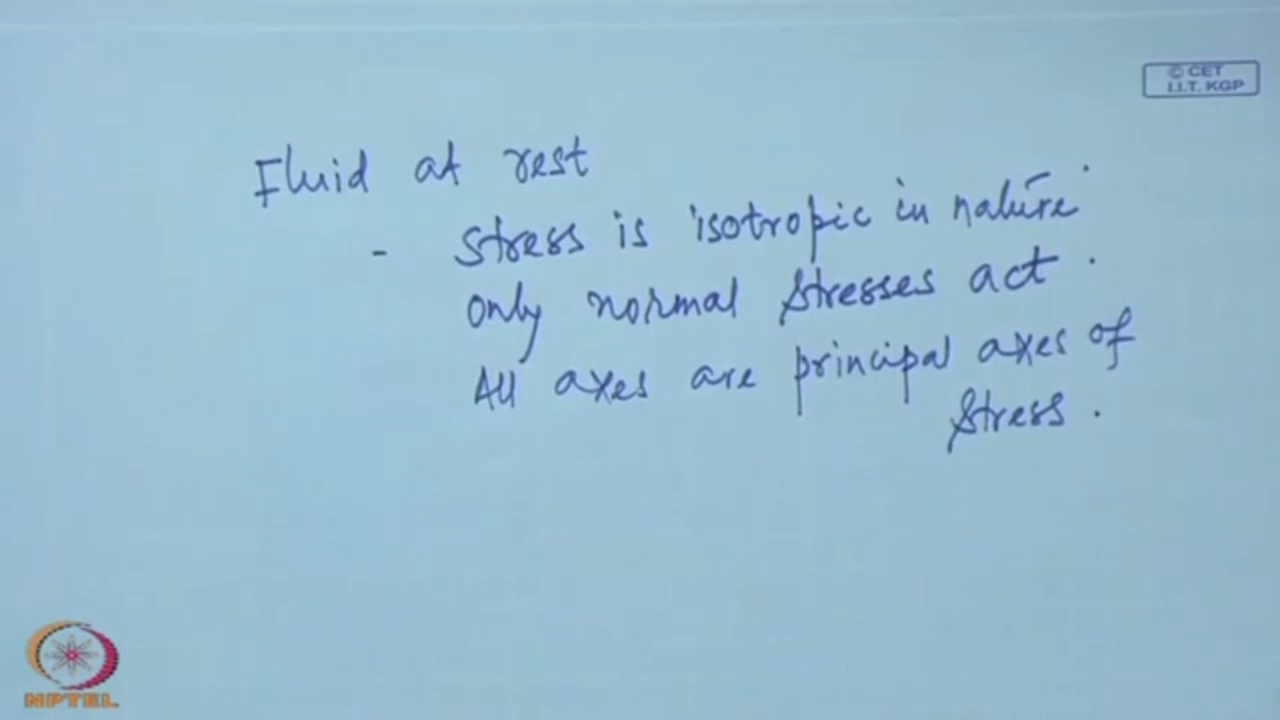 © CET
I.I.T. KGP
Fluid at rest
- Stress is isotropic in nature.
Only normal stresses act.
All axes are principal axes of
stress.
NPTEL